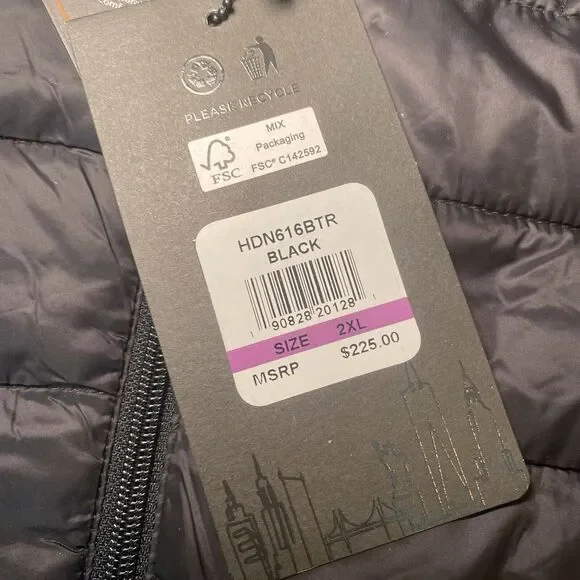 PLEASE RECYCLE
FSC
MIX
Packaging
FSC® C142592
HDN616BTR
BLACK
1 90828 20128 1
SIZE 2XL
MSRP $225.00